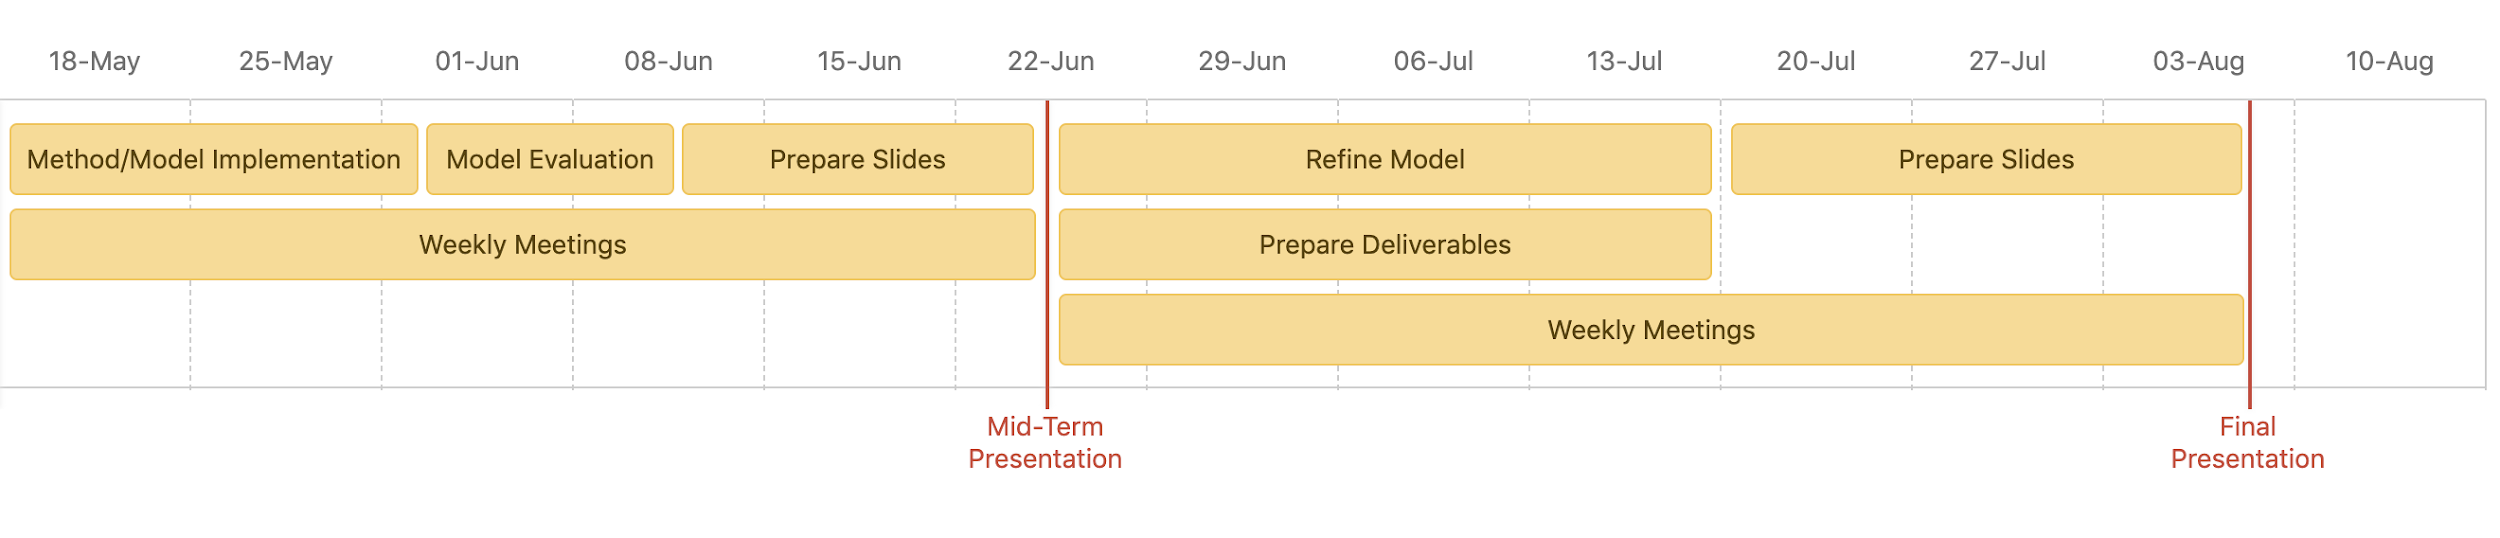 18-May 25-May 01-Jun 08-Jun 15-Jun 22-Jun 29-Jun 06-Jul 13-Jul 20-Jul 27-Jul 03-Aug 10-Aug
Method/Model Implementation Model Evaluation Prepare Slides Refine Model Prepare Slides
Weekly Meetings Prepare Deliverables
Weekly Meetings
Mid-Term
Presentation
Final
Presentation